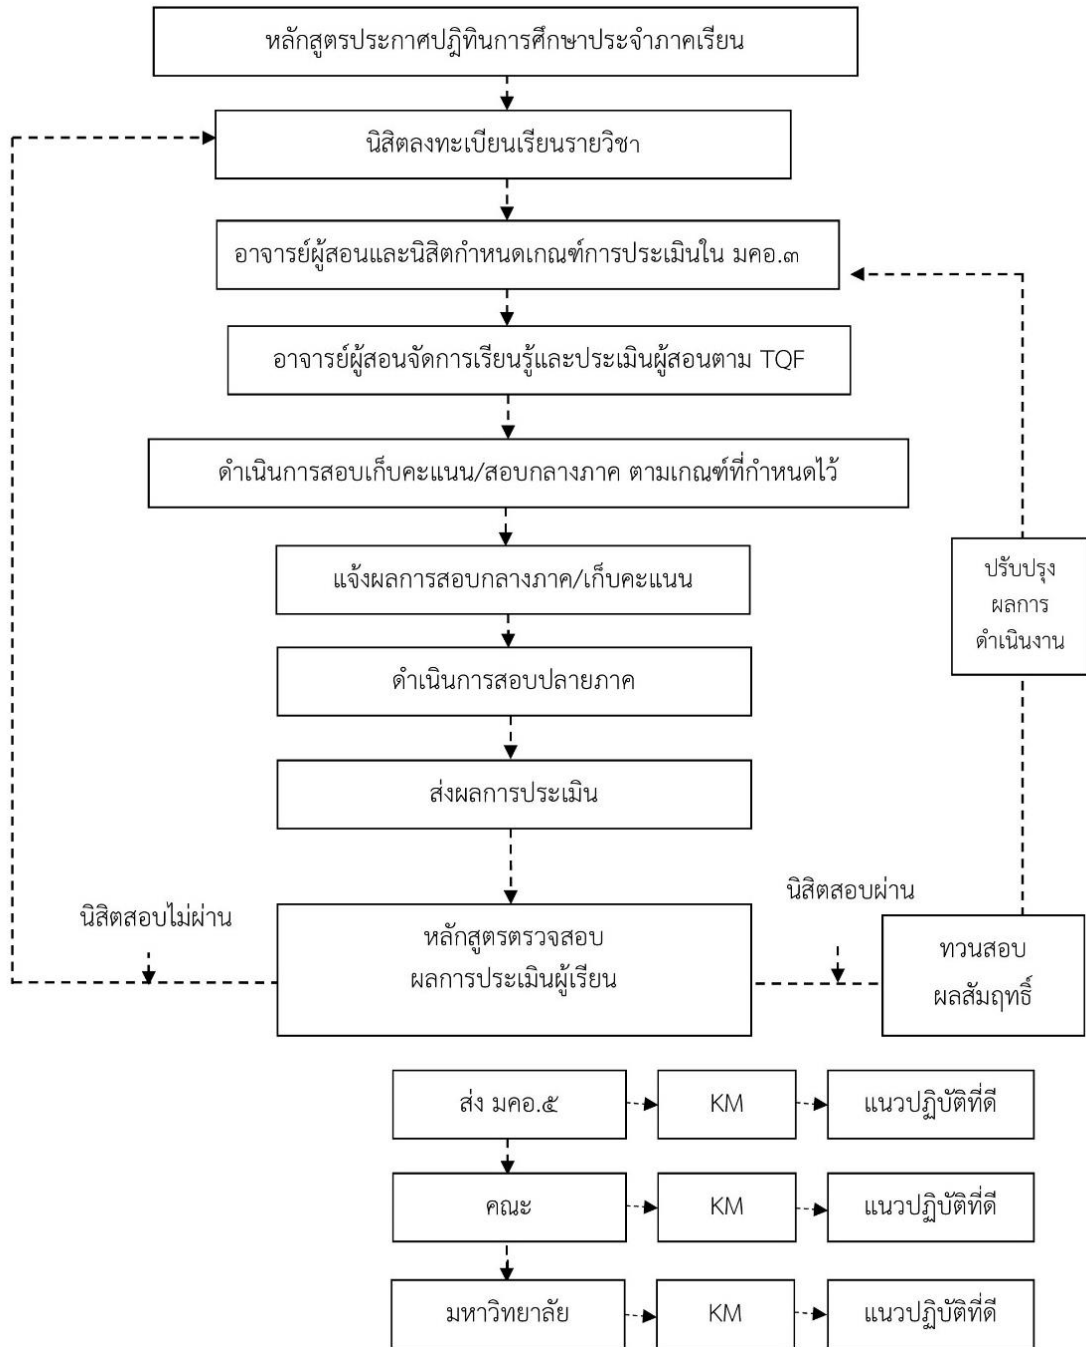 หลักสูตรประกาศปฎิทินการศึกษาประจำภาคเรียน
นิสิตลงทะเบียนเรียนรายวิชา
อาจารย์ผู้สอนและนิสิตกำหนดเกณฑ์การประเมินใน มคอ.๓
อาจารย์ผู้สอนจัดการเรียนรู้และประเมินผู้สอนตาม TQF
ดำเนินการสอบเก็บคะแนน/สอบกลางภาค ตามเกณฑ์ที่กำหนดไว้
แจ้งผลการสอบกลางภาค/เก็บคะแนน
ปรับปรุง
ผลการ
ดำเนินงาน
ดำเนินการสอบปลายภาค
ส่งผลการประเมิน
นิสิตสอบไม่ผ่าน
หลักสูตรตรวจสอบ
ผลการประเมินผู้เรียน
นิสิตสอบผ่าน
ทวนสอบ
ผลสัมฤทธิ์
ส่ง มคอ.๕ KM แนวปฏิบัติที่ดี
คณะ KM แนวปฏิบัติที่ดี
มหาวิทยาลัย KM แนวปฏิบัติที่ดี